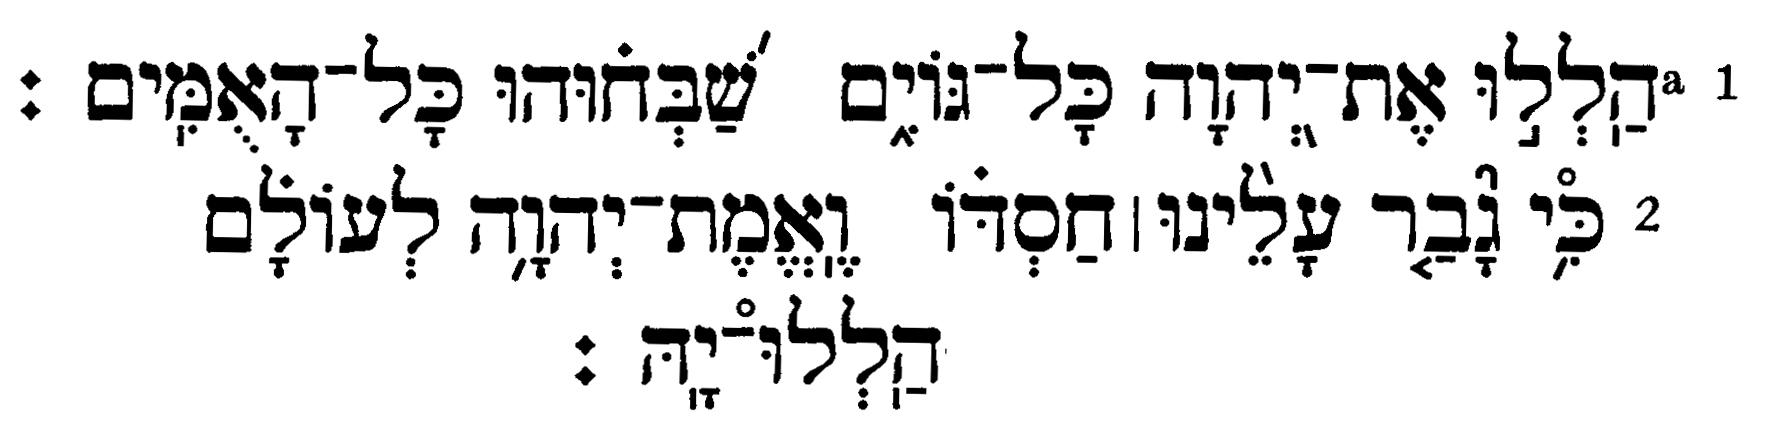 1 ᵃהַֽלְל֣וּ אֶת־יְ֭הוָה כָּל־גּוֹיִ֑ם שַׁ֝בְּח֗וּהוּ כָּל־הָאֻמִּֽים׃
2 כִּ֥֯י גָ֘בַ֤ר עָלֵ֨ינוּ׀ חַסְדּ֗וֹ וֶֽאֱמֶת־יְהוָ֥ה לְעוֹלָ֗ם
הַֽלְלוּ־֯יָֽהּ׃